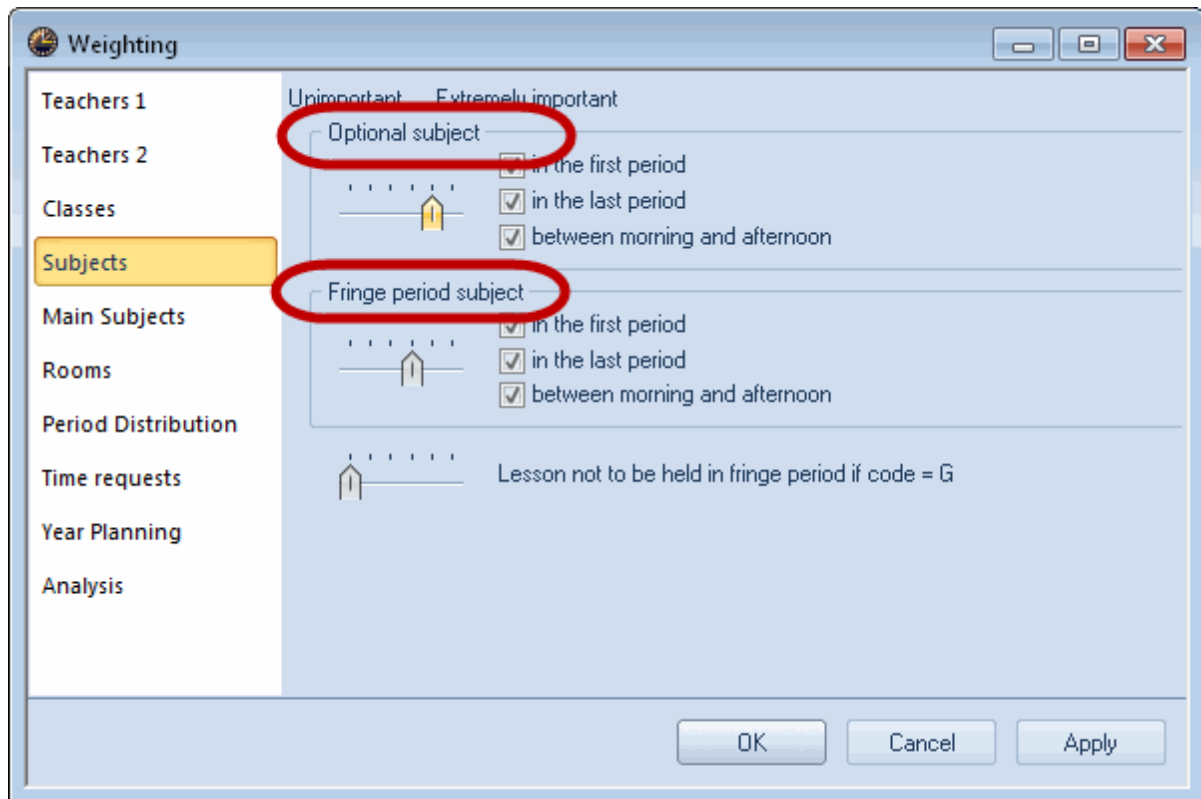 Weighting
Teachers 1
Teachers 2
Classes
Subjects
Main Subjects
Rooms
Period Distribution
Time requests
Year Planning
Analysis
Unimportant Extremely important
Optional subject
in the first period
in the last period
between morning and afternoon
Fringe period subject
in the first period
in the last period
between morning and afternoon
Lesson not to be held in fringe period if code = G
OK Cancel Apply